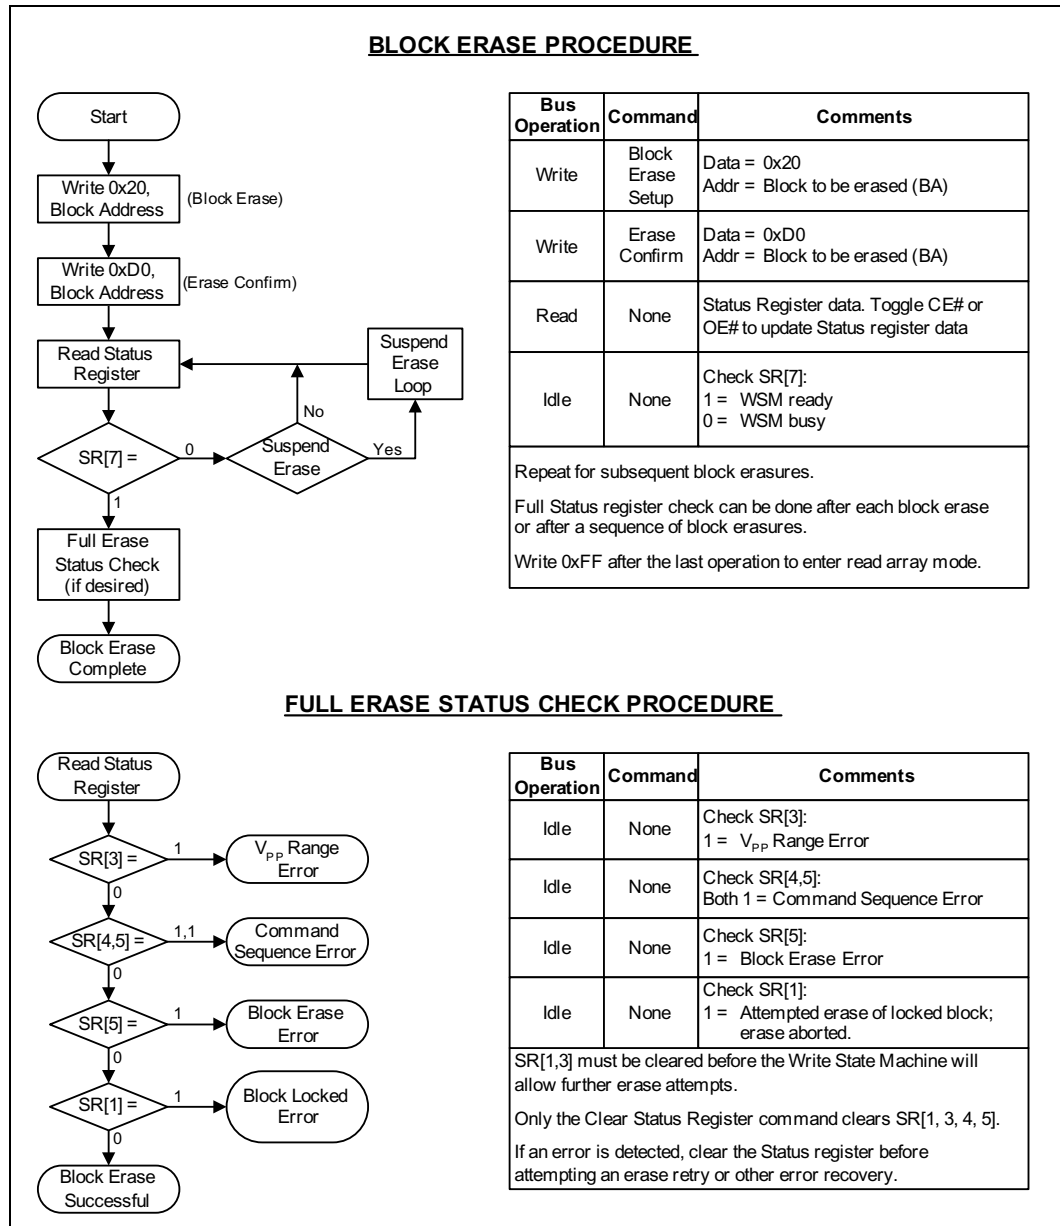 BLOCK ERASE PROCEDURE
Start
Write 0x20,
Block Address
(Block Erase)
Write 0xD0,
Block Address
(Erase Confirm)
Read Status
Register
Suspend
Erase
Loop
No
SR[7] =
0
Suspend
Erase
Yes
1
Full Erase
Status Check
(if desired)
Block Erase
Complete
Bus
Operation
Command
Comments
Write
Block
Erase
Setup
Data = 0x20
Addr = Block to be erased (BA)
Write
Erase
Confirm
Data = 0xD0
Addr = Block to be erased (BA)
Read
None
Status Register data. Toggle CE# or
OE# to update Status register data
Idle
None
Check SR[7]:
1 = WSM ready
0 = WSM busy
Repeat for subsequent block erasures.
Full Status register check can be done after each block erase
or after a sequence of block erasures.
Write 0xFF after the last operation to enter read array mode.
FULL ERASE STATUS CHECK PROCEDURE
Read Status
Register
SR[3] =
1
VPP Range
Error
0
SR[4,5] =
1,1
Command
Sequence Error
0
SR[5] =
1
Block Erase
Error
0
SR[1] =
1
Block Locked
Error
0
Block Erase
Successful
Bus
Operation
Command
Comments
Idle
None
Check SR[3]:
1 = VPP Range Error
Idle
None
Check SR[4,5]:
Both 1 = Command Sequence Error
Idle
None
Check SR[5]:
1 = Block Erase Error
Idle
None
Check SR[1]:
1 = Attempted erase of locked block;
erase aborted.
SR[1,3] must be cleared before the Write State Machine will
allow further erase attempts.
Only the Clear Status Register command clears SR[1, 3, 4, 5].
If an error is detected, clear the Status register before
attempting an erase retry or other error recovery.